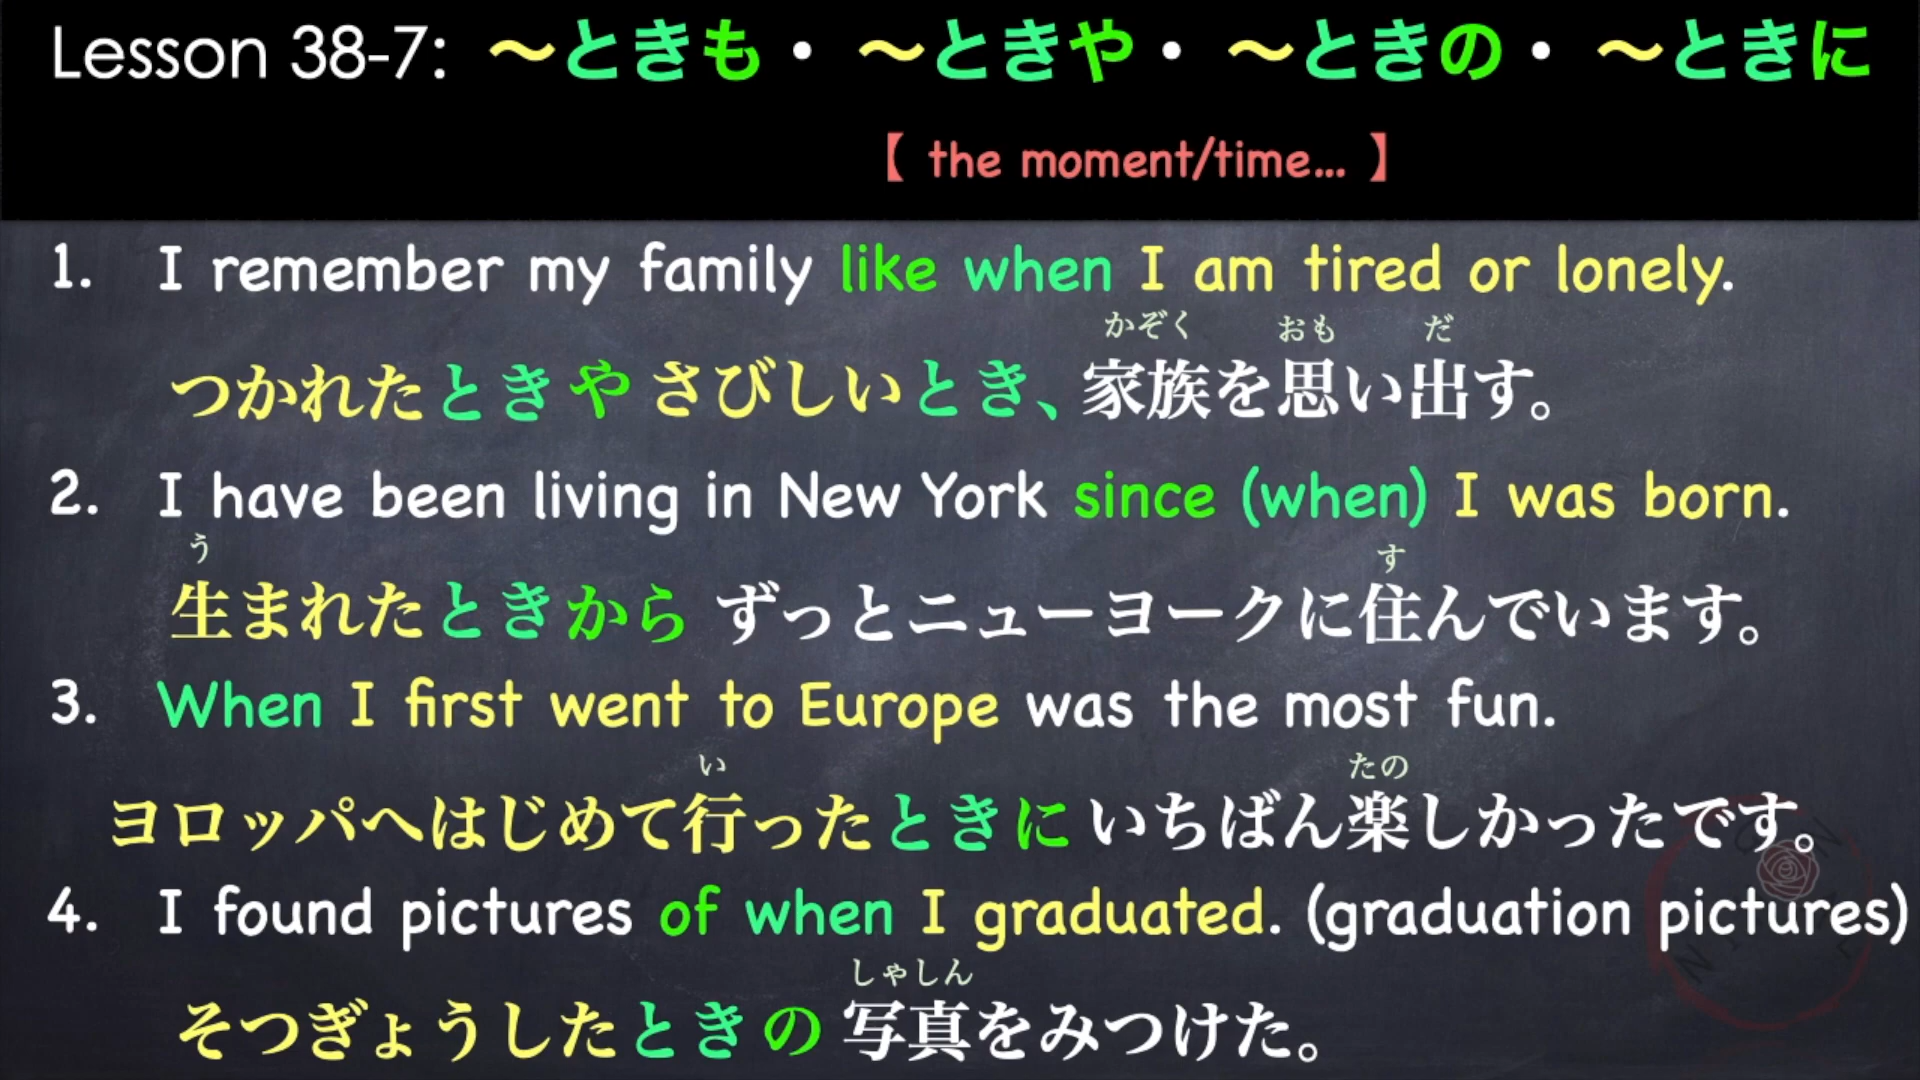 Lesson 38-7: 〜ときも・〜ときや・〜ときの・〜ときに
【 the moment/time... 】
1. I remember my family like when I am tired or lonely.
かぞく おも だ
つかれたときや さびしいとき、家族を思い出す。
2. I have been living in New York since (when) I was born.
う す
生まれたときから ずっとニューヨークに住んでいます。
3. When I first went to Europe was the most fun.
い たの
ヨロッパへはじめて行ったときに いちばん楽しかったです。
4. I found pictures of when I graduated. (graduation pictures)
しゃしん
そつぎょうしたときの 写真をみつけた。